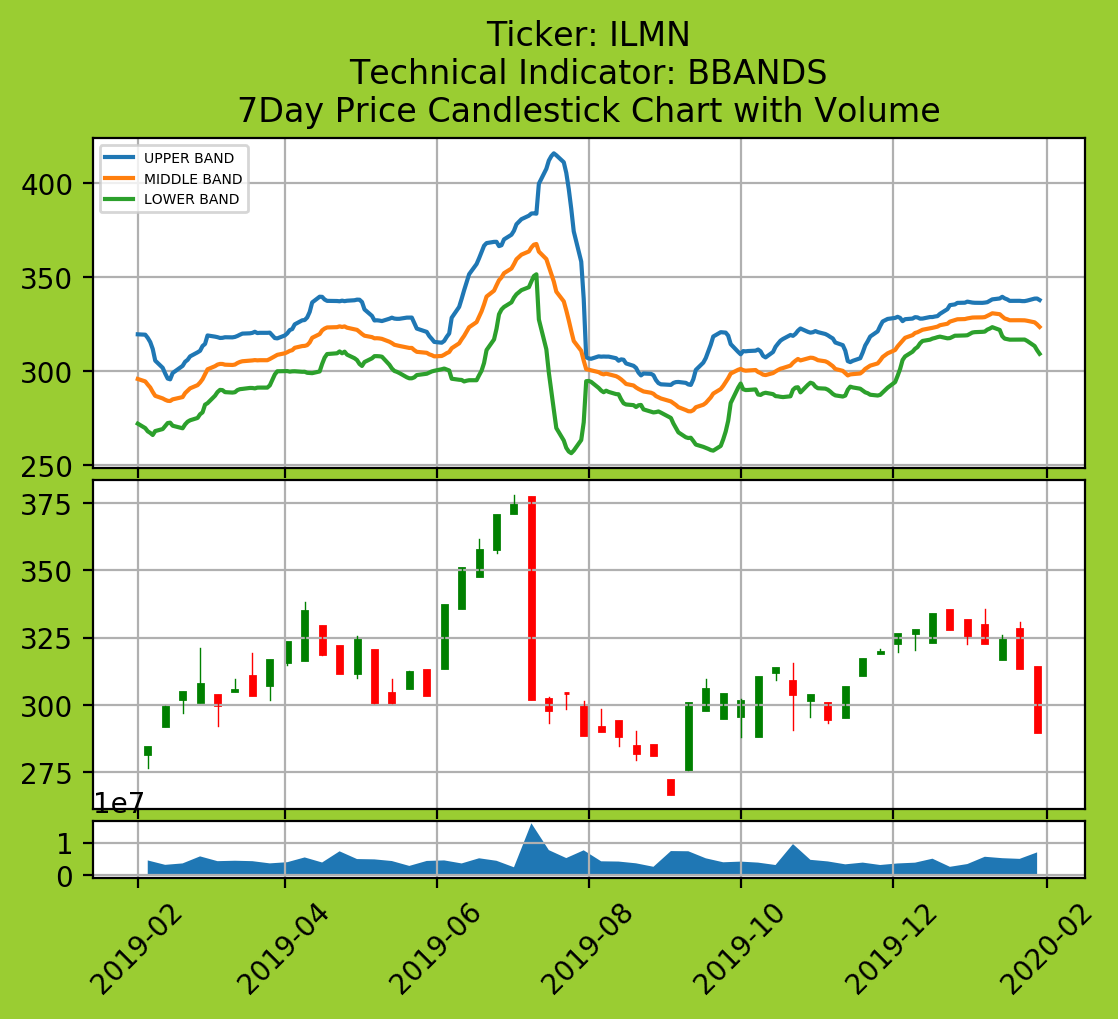 Ticker: ILMN
Technical Indicator: BBANDS
7Day Price Candlestick Chart with Volume
UPPER BAND
MIDDLE BAND
LOWER BAND
400
350
300
250
375
350
325
300
275
1e7
1
0
2019-02
2019-04
2019-06
2019-08
2019-10
2019-12
2020-02